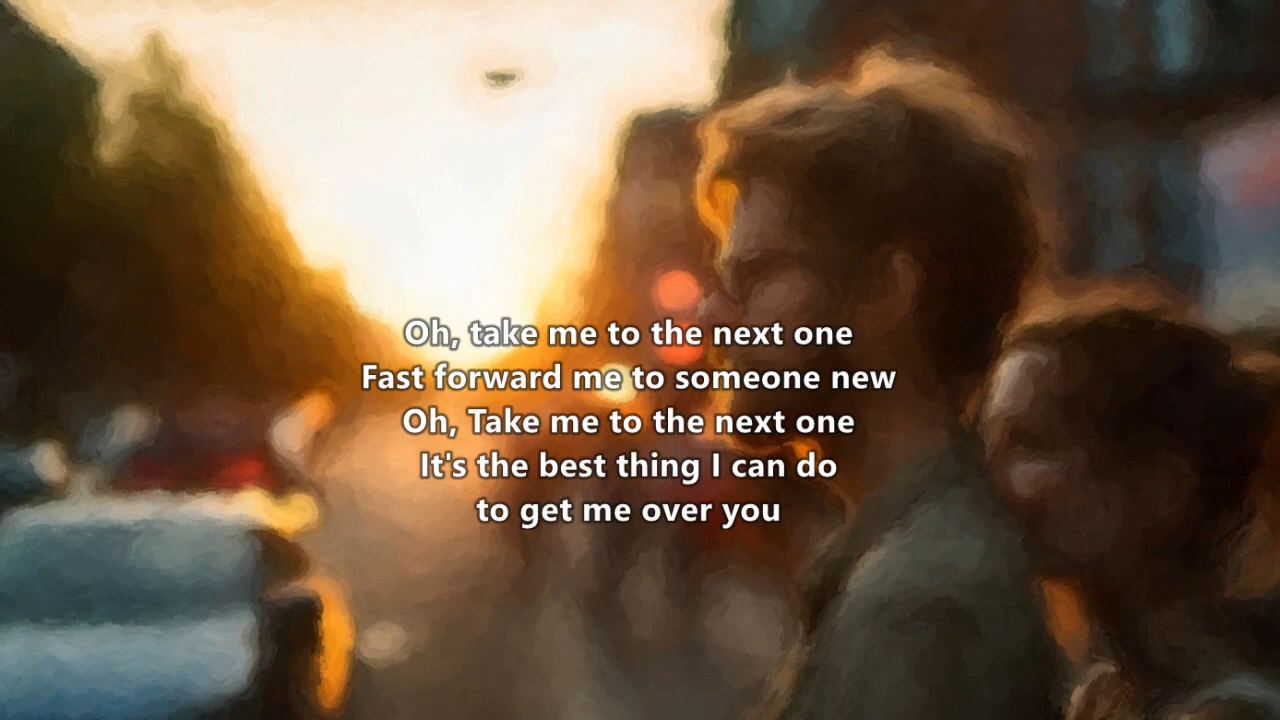 Oh, take me to the next one
Fast forward me to someone new
Oh, Take me to the next one
It's the best thing I can do
to get me over you